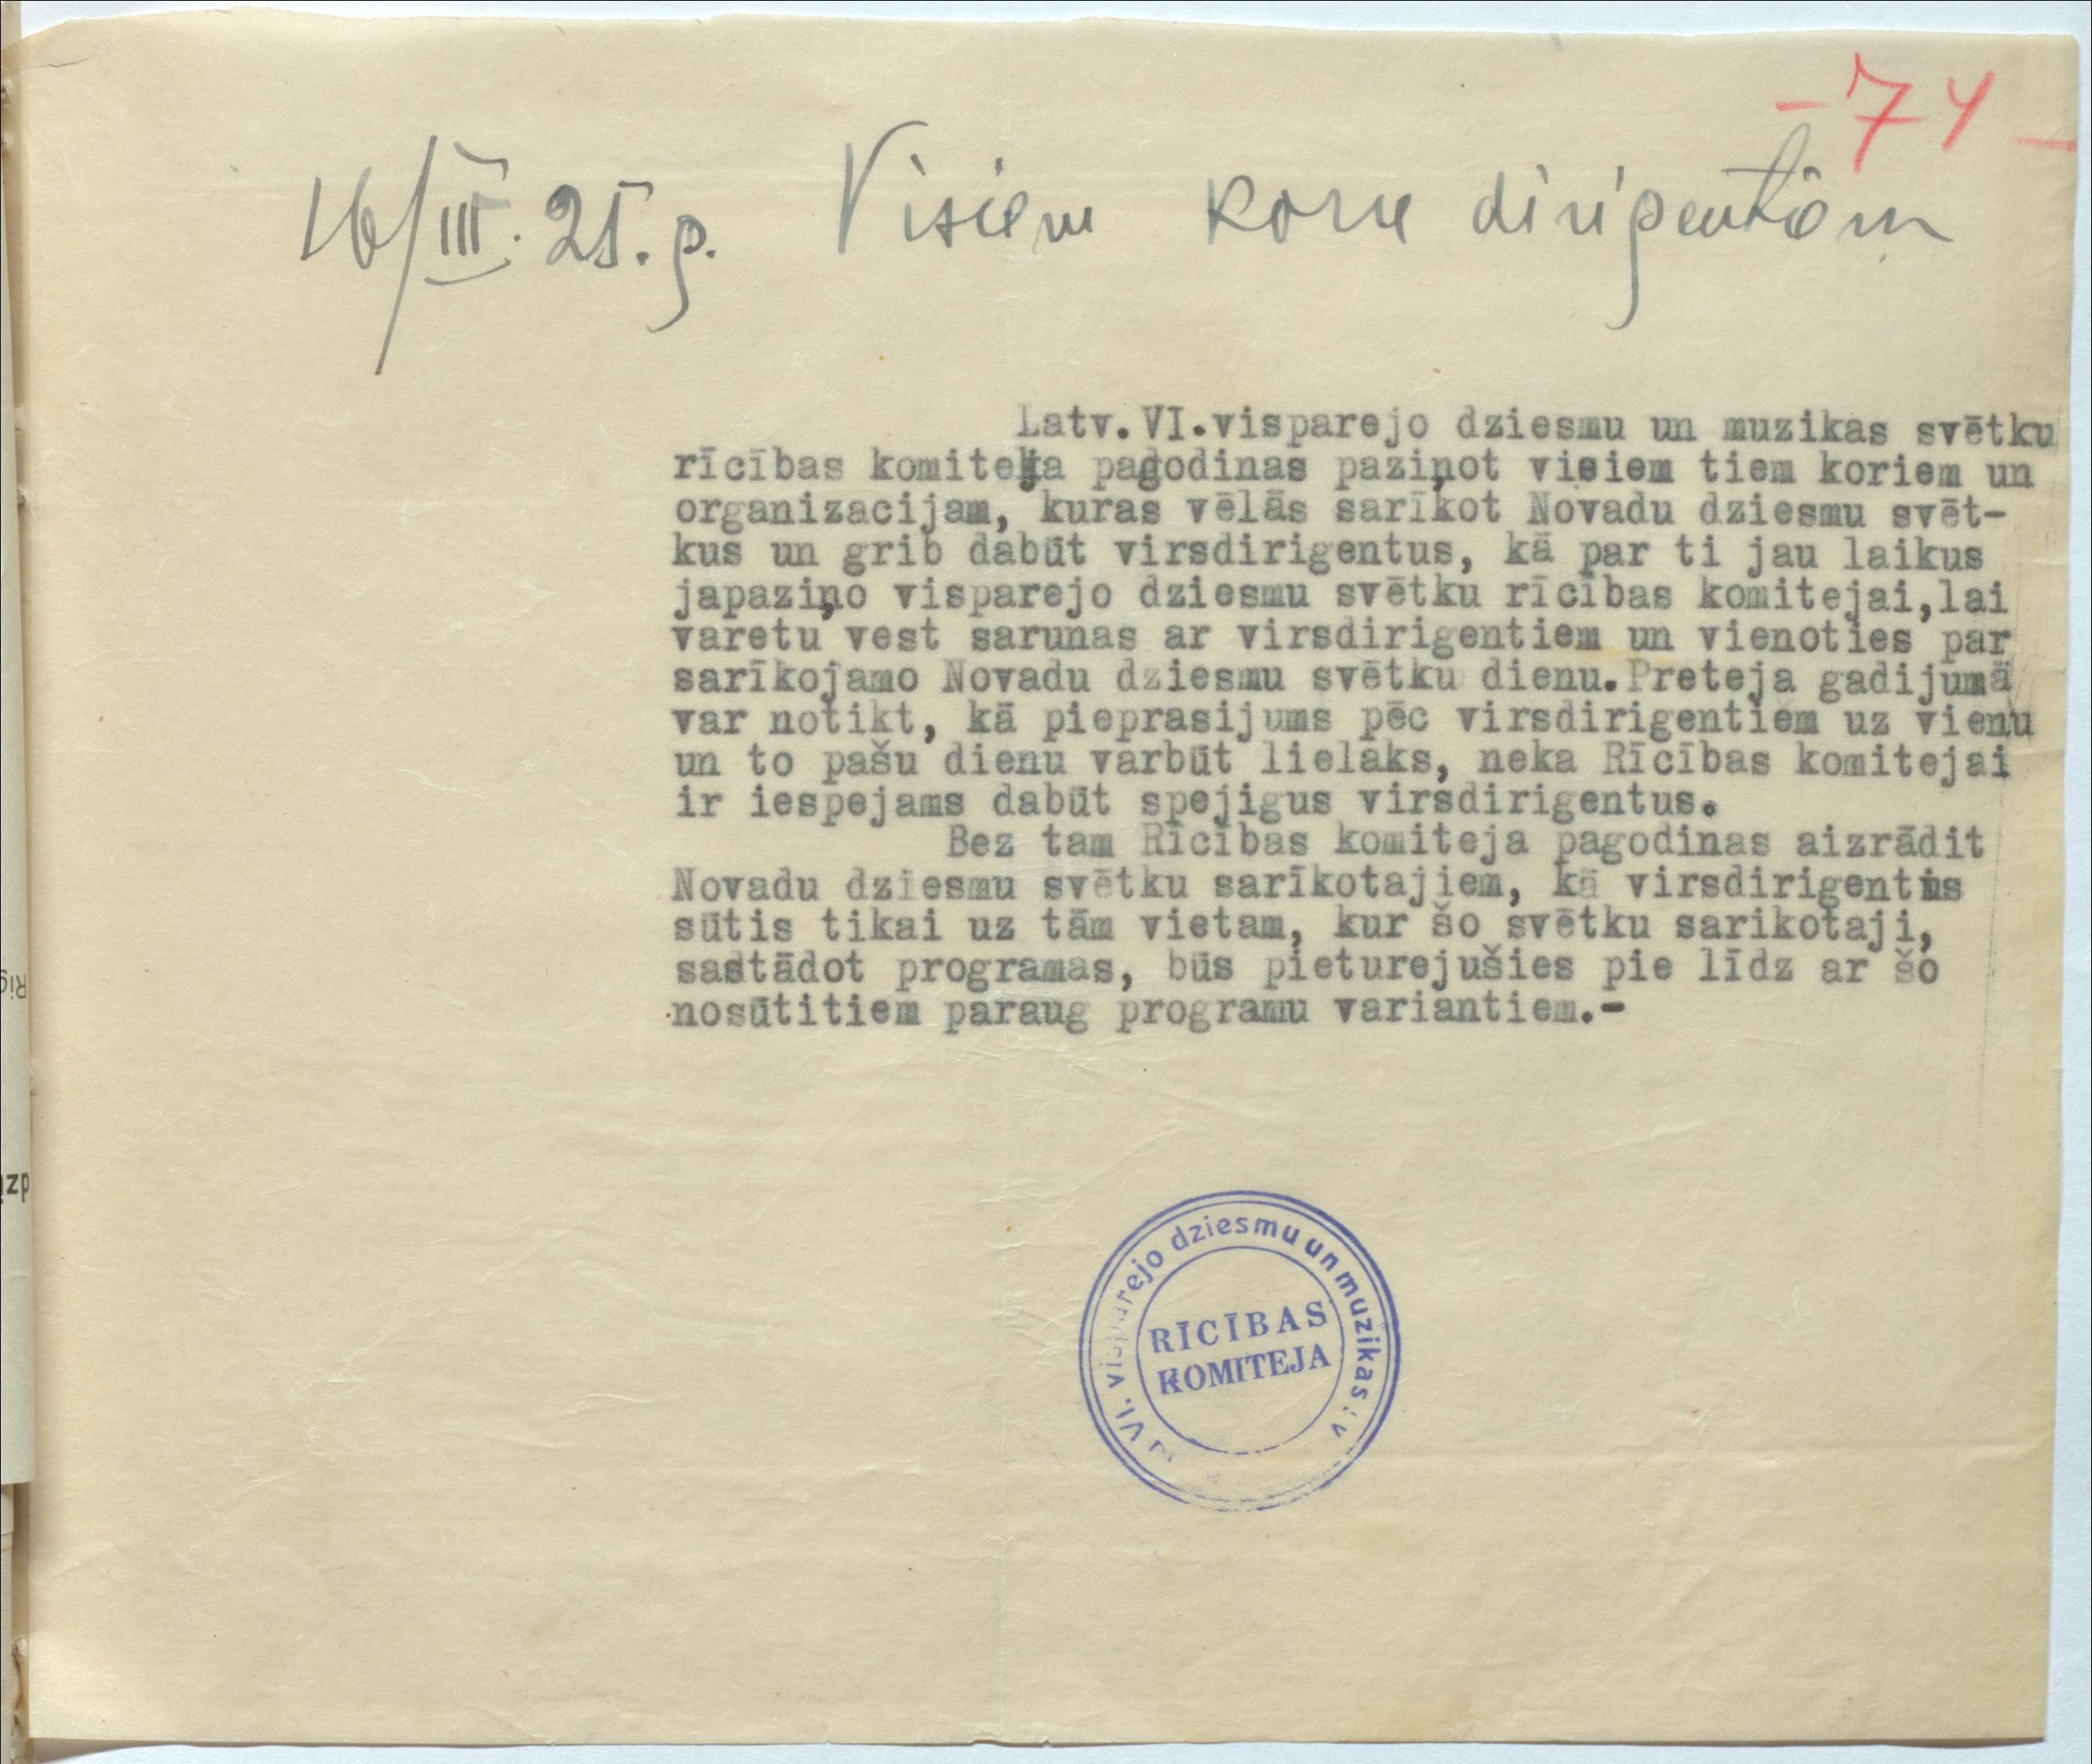 -74-
16/III. 25. g. Visiem koru diriģentiem
Latv.VI.visparejo dziesmu un muzikas svētku
rīcības komiteja pagodinas paziņot visiem tiem koriem un
organizacijam, kuras vēlās sarīkot Novadu dziesmu svēt-
kus un grib dabūt virsdirigentus, kā par ti jau laikus
japaziņo visparejo dziesmu svētku rīcības komitejai,lai
varetu vest sarunas ar virsdirigentiem un vienoties par
sarīkojamo Novadu dziesmu svētku dienu.Preteja gadijumā
var notikt, kā pieprasijums pēc virsdirigentiem uz vienu
un to pašu dienu varbūt lielaks, neka Rīcības komitejai
ir iespejams dabūt spejigus virsdirigentus.
Bez tam Rīcības komiteja pagodinas aizrādit
Novadu dziesmu svētku sarīkotajiem, kā virsdirigentus
sūtis tikai uz tām vietam, kur šo svētku sarikotaji,
sastādot programas, būs pieturejušies pie līdz ar šo
nosūtitiem paraug programu variantiem.-
VI. visparejo dziesmu un muzikas
RĪCĪBAS
KOMITEJA
Rig
dzi